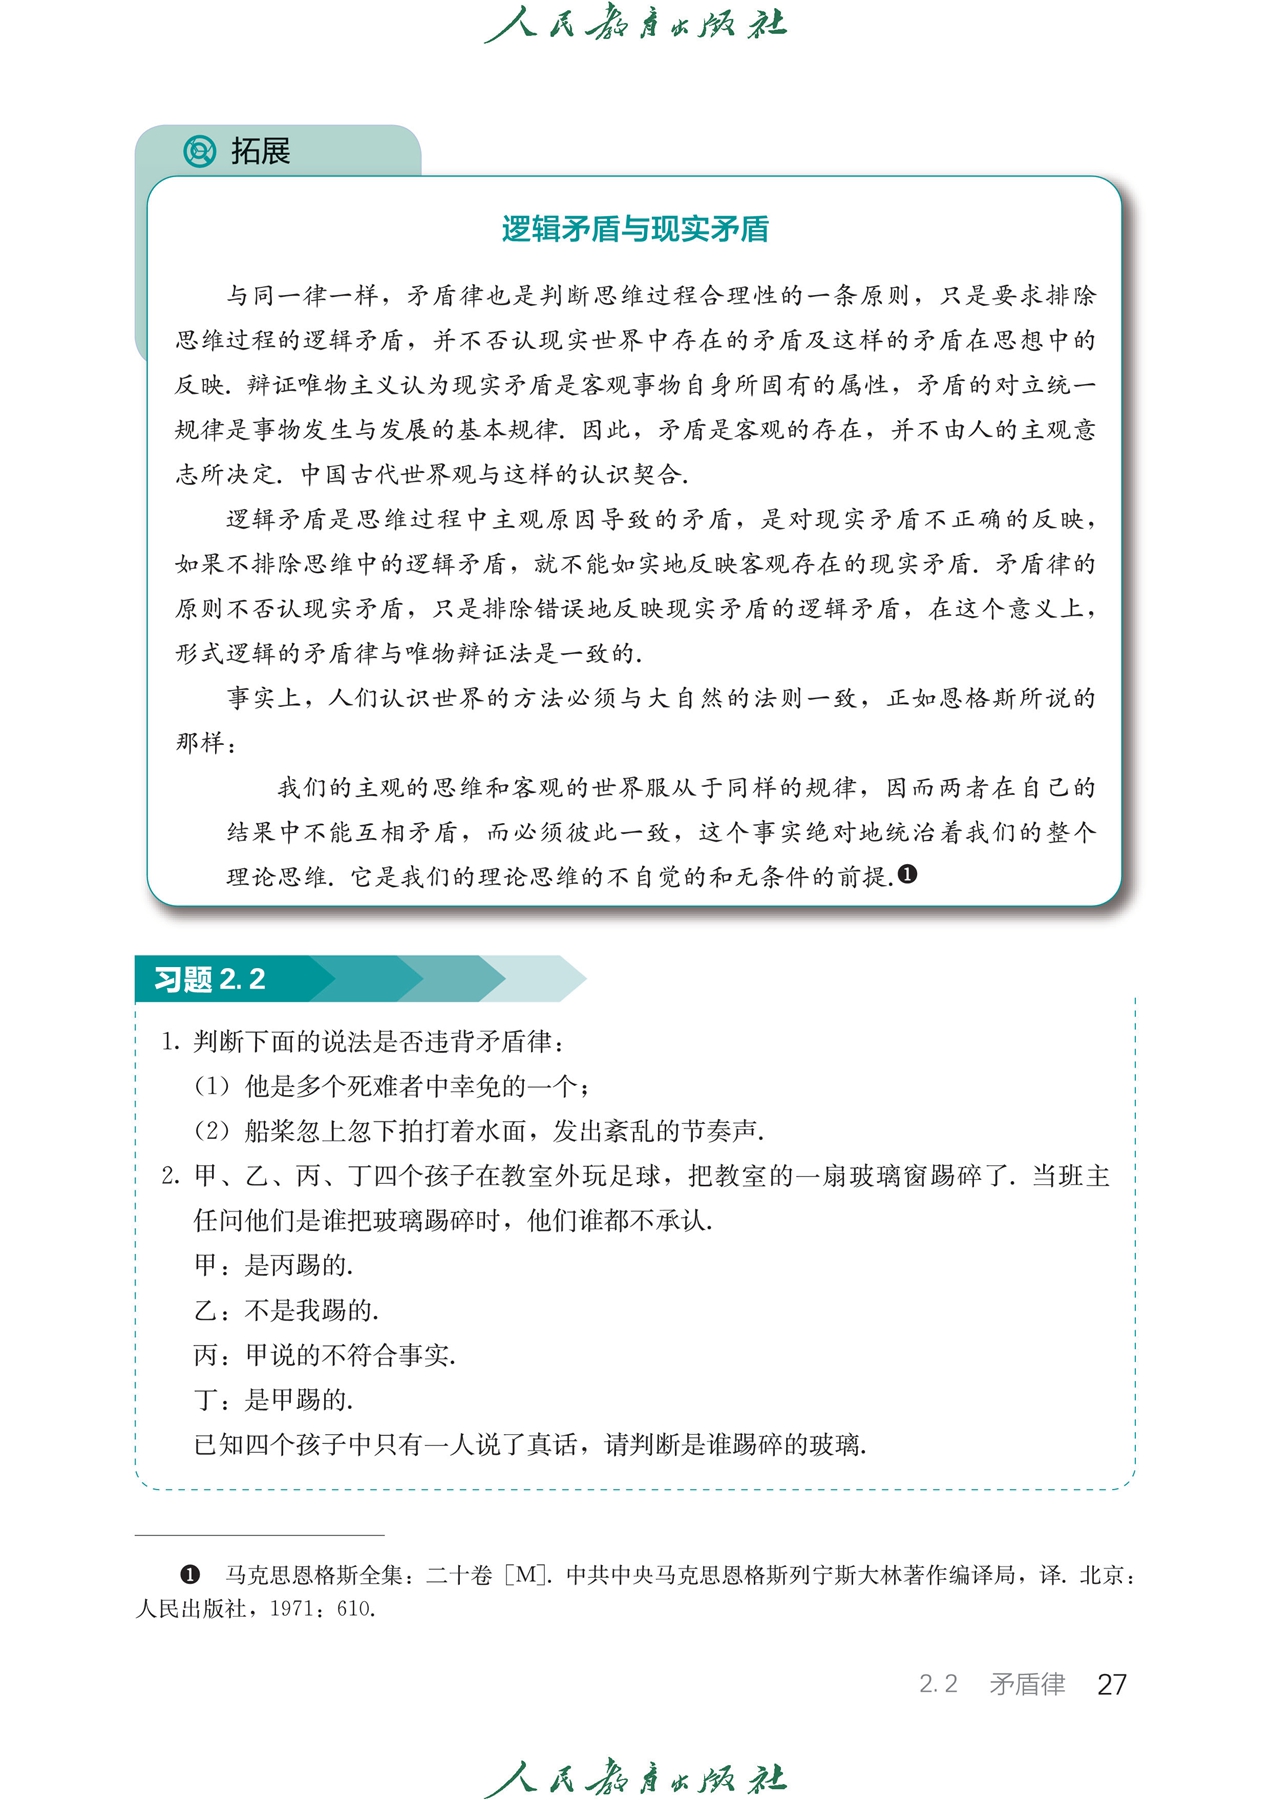 人民教育出版社
拓展
逻辑矛盾与现实矛盾
与同一律一样，矛盾律也是判断思维过程合理性的一条原则，只是要求排除
思维过程的逻辑矛盾，并不否认现实世界中存在的矛盾及这样的矛盾在思想中的
反映. 辩证唯物主义认为现实矛盾是客观事物自身所固有的属性，矛盾的对立统一
规律是事物发生与发展的基本规律. 因此，矛盾是客观的存在，并不由人的主观意
志所决定. 中国古代世界观与这样的认识契合.
逻辑矛盾是思维过程中主观原因导致的矛盾，是对现实矛盾不正确的反映，
如果不排除思维中的逻辑矛盾，就不能如实地反映客观存在的现实矛盾. 矛盾律的
原则不否认现实矛盾，只是排除错误地反映现实矛盾的逻辑矛盾，在这个意义上，
形式逻辑的矛盾律与唯物辩证法是一致的.
事实上，人们认识世界的方法必须与大自然的法则一致，正如恩格斯所说的
那样：
我们的主观的思维和客观的世界服从于同样的规律，因而两者在自己的
结果中不能互相矛盾，而必须彼此一致，这个事实绝对地统治着我们的整个
理论思维. 它是我们的理论思维的不自觉的和无条件的前提.❶
习题 2.2
1. 判断下面的说法是否违背矛盾律：
（1）他是多个死难者中幸免的一个；
（2）船桨忽上忽下拍打着水面，发出紊乱的节奏声.
2. 甲、乙、丙、丁四个孩子在教室外玩足球，把教室的一扇玻璃窗踢碎了. 当班主
任问他们是谁把玻璃踢碎时，他们谁都不承认.
甲：是丙踢的.
乙：不是我踢的.
丙：甲说的不符合事实.
丁：是甲踢的.
已知四个孩子中只有一人说了真话，请判断是谁踢碎的玻璃.
❶ 马克思恩格斯全集：二十卷［M］. 中共中央马克思恩格斯列宁斯大林著作编译局，译. 北京：
人民出版社，1971：610.
2.2 矛盾律 27
人民教育出版社